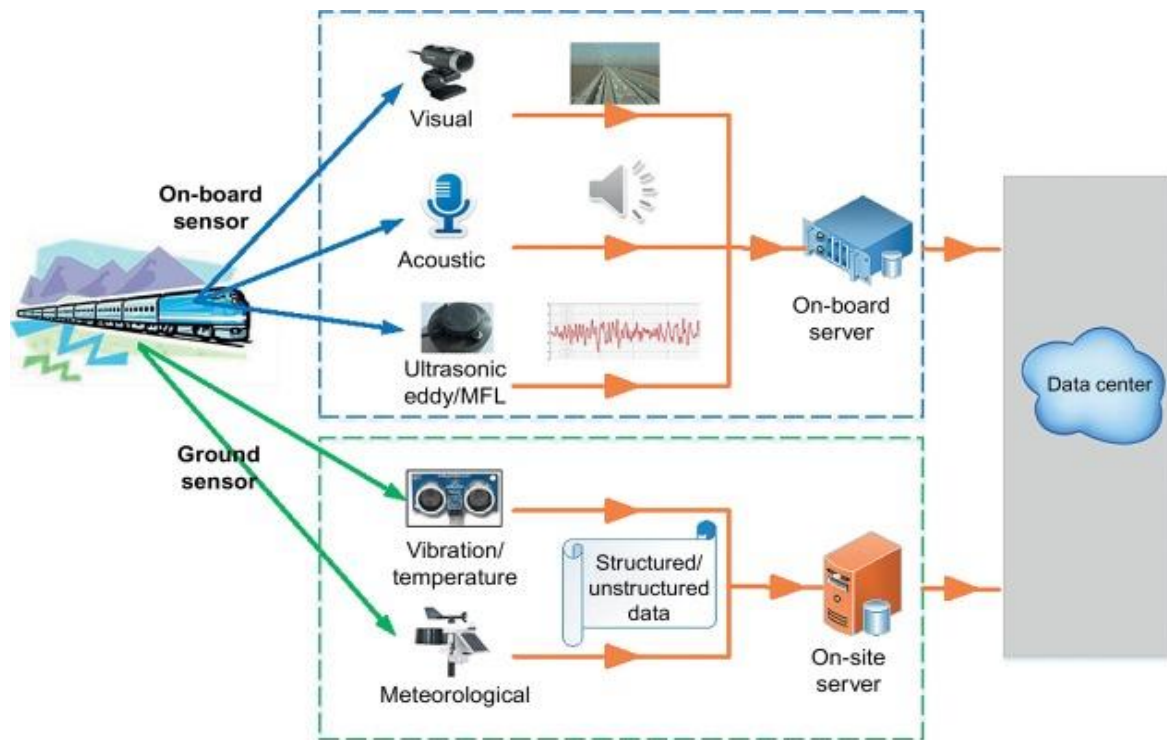 Visual
On-board
sensor
Acoustic
On-board
server
Ultrasonic
eddy/MFL
Data center
Ground
sensor
Vibration/
temperature
Structured/
unstructured
data
On-site
server
Meteorological